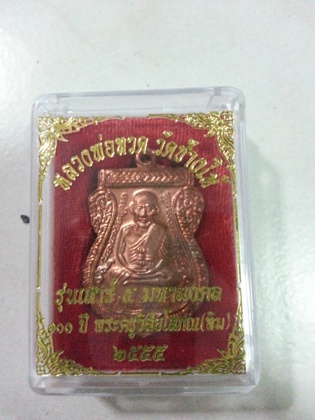 หลวงพ่อทวด วัดช้างให้
รุ่นเสาร์ ๕ มหามงคล
๑๐๐ ปี พระครูวิสัยโสภณ(ทิม)
๒๕๕๕